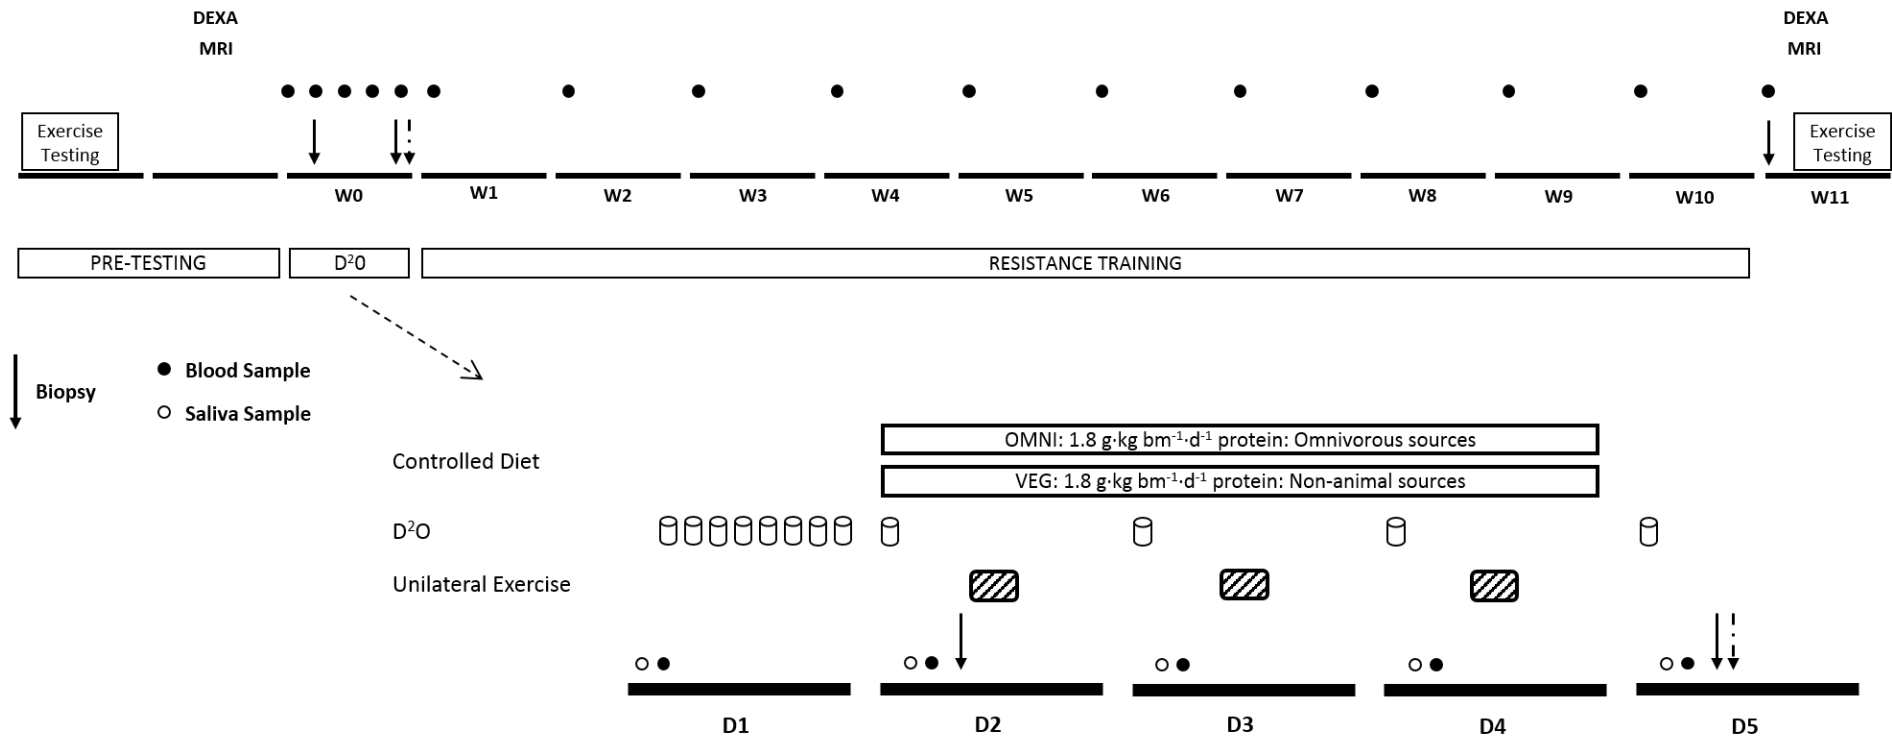 DEXA
MRI
DEXA
MRI
Exercise
Testing
Exercise
Testing
W0 W1 W2 W3 W4 W5 W6 W7 W8 W9 W10 W11
PRE-TESTING
D²0
RESISTANCE TRAINING
Biopsy
Blood Sample
Saliva Sample
Controlled Diet
OMNI: 1.8 g·kg bm⁻¹·d⁻¹ protein: Omnivorous sources
VEG: 1.8 g·kg bm⁻¹·d⁻¹ protein: Non-animal sources
D²O
Unilateral Exercise
D1 D2 D3 D4 D5